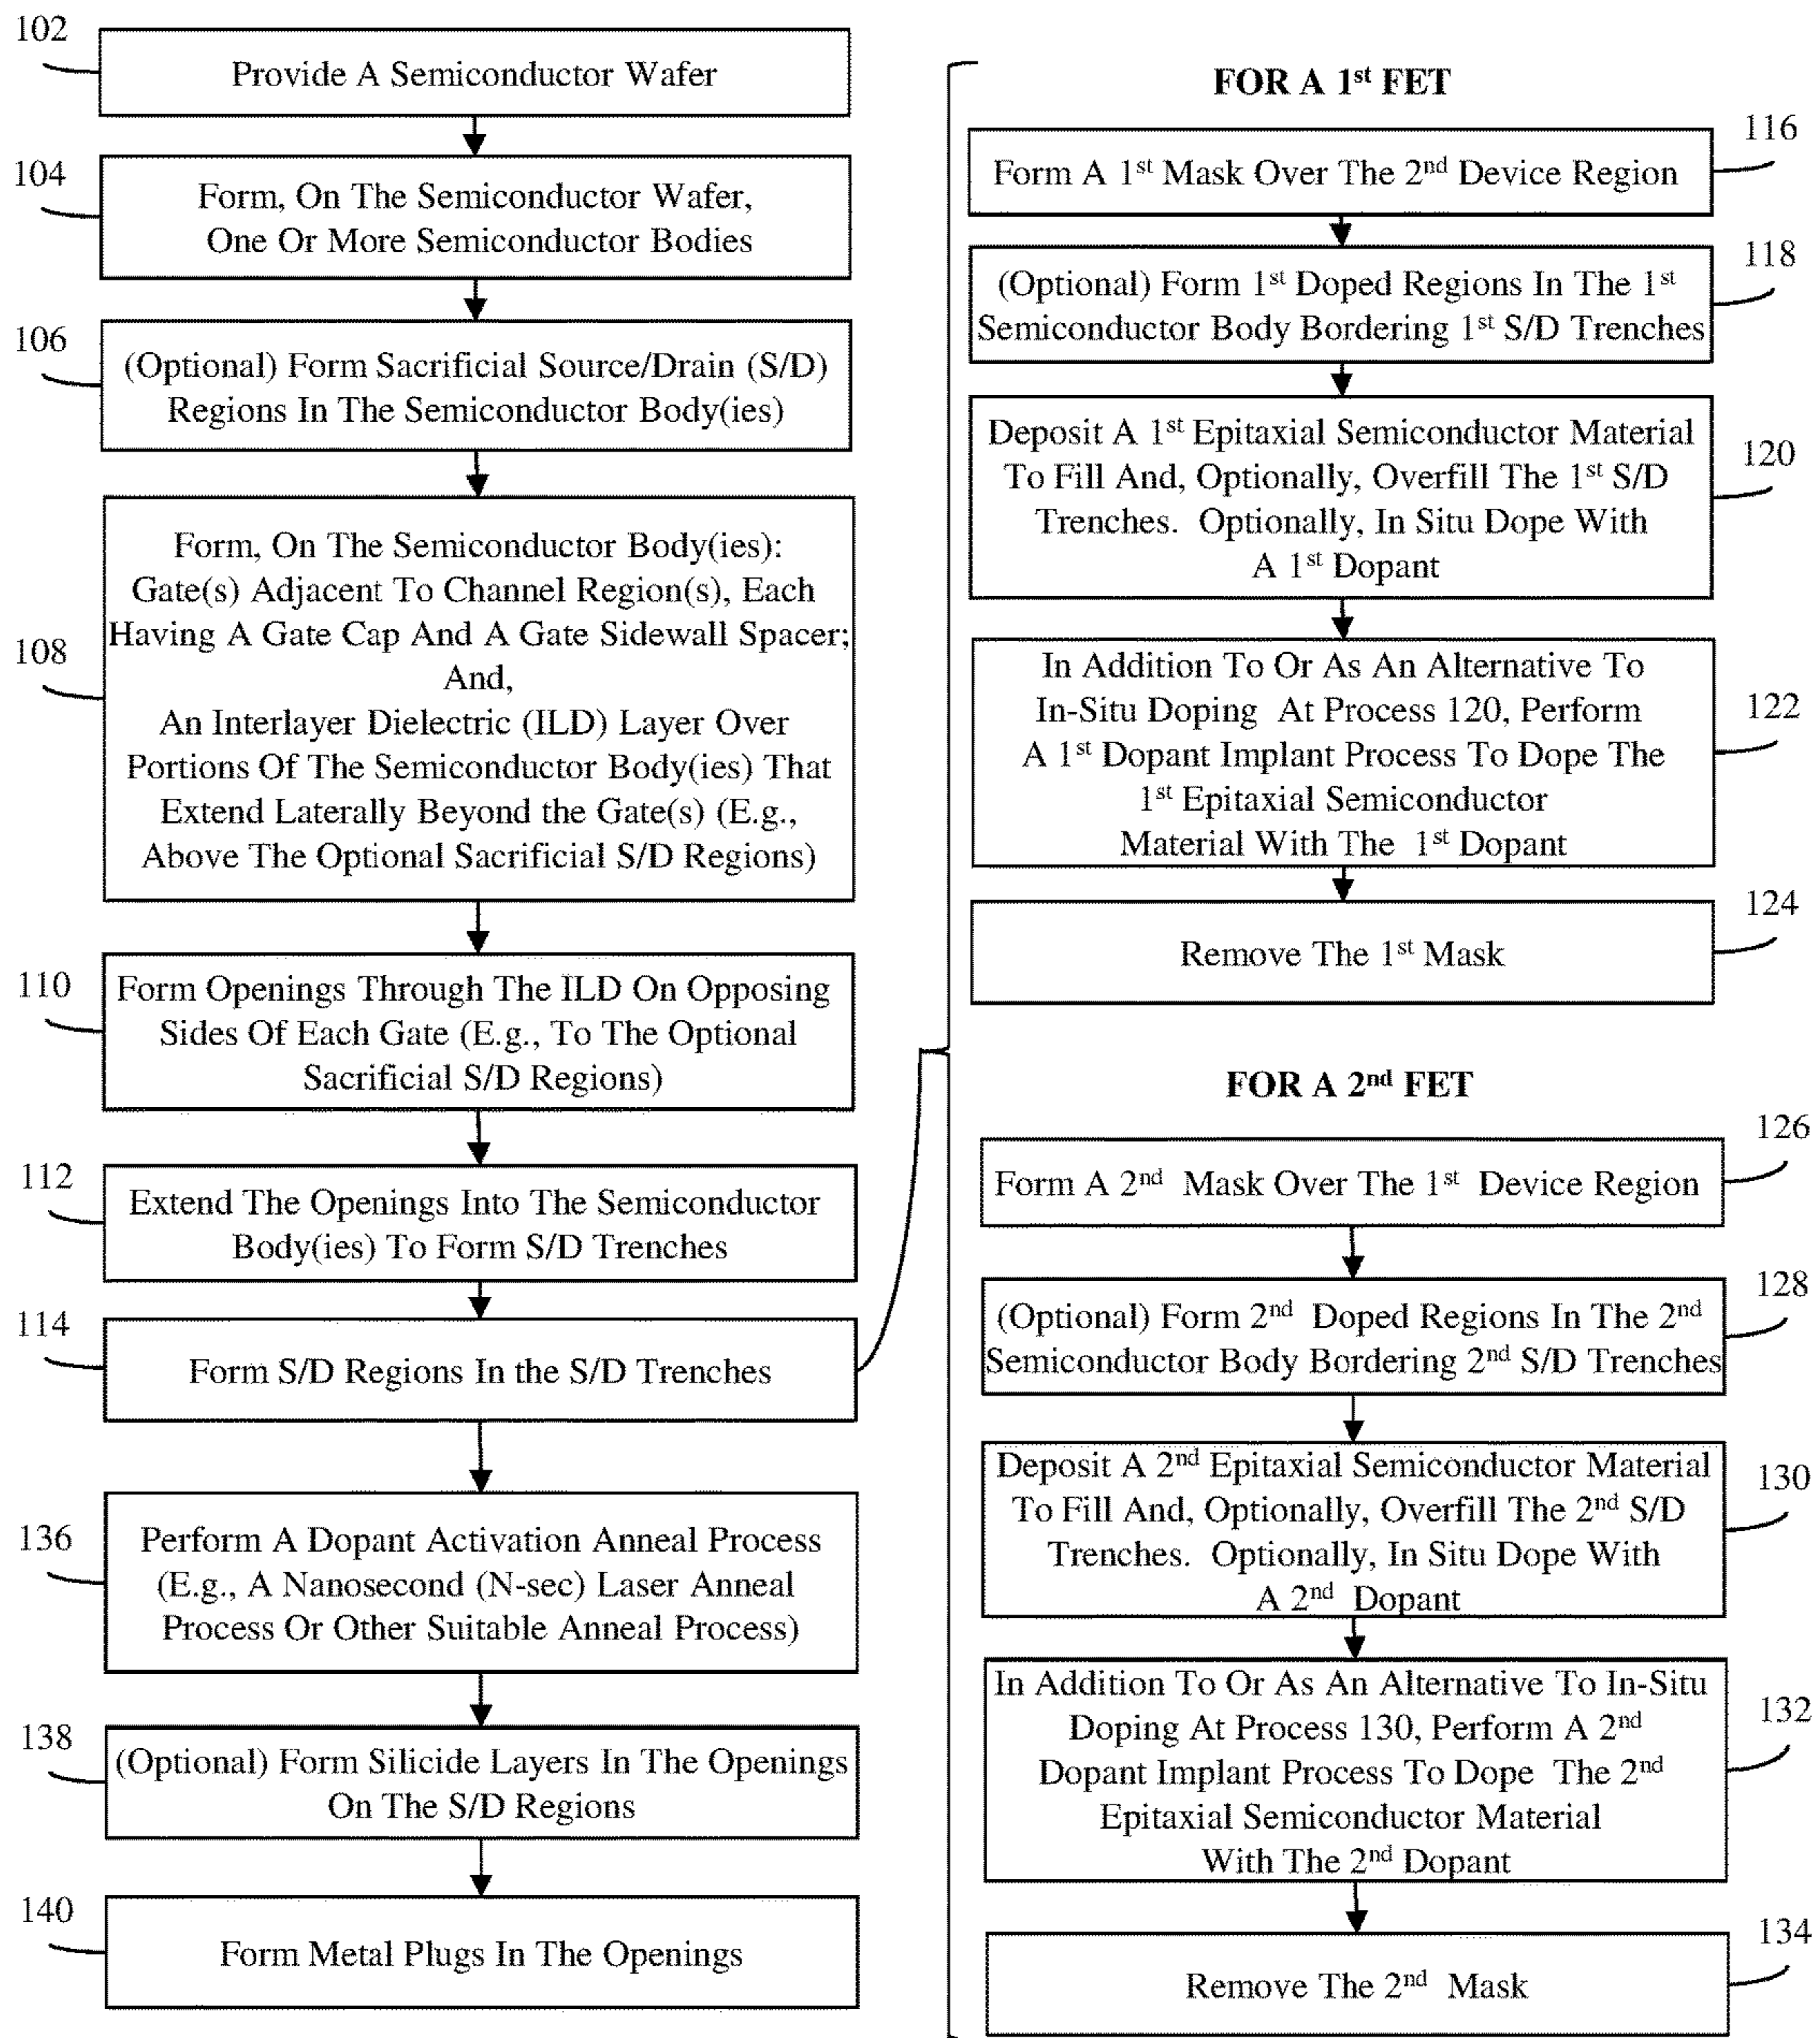 102
Provide A Semiconductor Wafer
104
Form, On The Semiconductor Wafer,
One Or More Semiconductor Bodies
106
(Optional) Form Sacrificial Source/Drain (S/D)
Regions In The Semiconductor Body(ies)
108
Form, On The Semiconductor Body(ies):
Gate(s) Adjacent To Channel Region(s), Each
Having A Gate Cap And A Gate Sidewall Spacer;
And,
An Interlayer Dielectric (ILD) Layer Over
Portions Of The Semiconductor Body(ies) That
Extend Laterally Beyond the Gate(s) (E.g.,
Above The Optional Sacrificial S/D Regions)
110
Form Openings Through The ILD On Opposing
Sides Of Each Gate (E.g., To The Optional
Sacrificial S/D Regions)
112
Extend The Openings Into The Semiconductor
Body(ies) To Form S/D Trenches
114
Form S/D Regions In the S/D Trenches
136
Perform A Dopant Activation Anneal Process
(E.g., A Nanosecond (N-sec) Laser Anneal
Process Or Other Suitable Anneal Process)
138
(Optional) Form Silicide Layers In The Openings
On The S/D Regions
140
Form Metal Plugs In The Openings
FOR A 1st FET
116
Form A 1st Mask Over The 2nd Device Region
118
(Optional) Form 1st Doped Regions In The 1st
Semiconductor Body Bordering 1st S/D Trenches
120
Deposit A 1st Epitaxial Semiconductor Material
To Fill And, Optionally, Overfill The 1st S/D
Trenches. Optionally, In Situ Dope With
A 1st Dopant
122
In Addition To Or As An Alternative To
In-Situ Doping At Process 120, Perform
A 1st Dopant Implant Process To Dope The
1st Epitaxial Semiconductor
Material With The 1st Dopant
124
Remove The 1st Mask
FOR A 2nd FET
126
Form A 2nd Mask Over The 1st Device Region
128
(Optional) Form 2nd Doped Regions In The 2nd
Semiconductor Body Bordering 2nd S/D Trenches
130
Deposit A 2nd Epitaxial Semiconductor Material
To Fill And, Optionally, Overfill The 2nd S/D
Trenches. Optionally, In Situ Dope With
A 2nd Dopant
132
In Addition To Or As An Alternative To In-Situ
Doping At Process 130, Perform A 2nd
Dopant Implant Process To Dope The 2nd
Epitaxial Semiconductor Material
With The 2nd Dopant
134
Remove The 2nd Mask